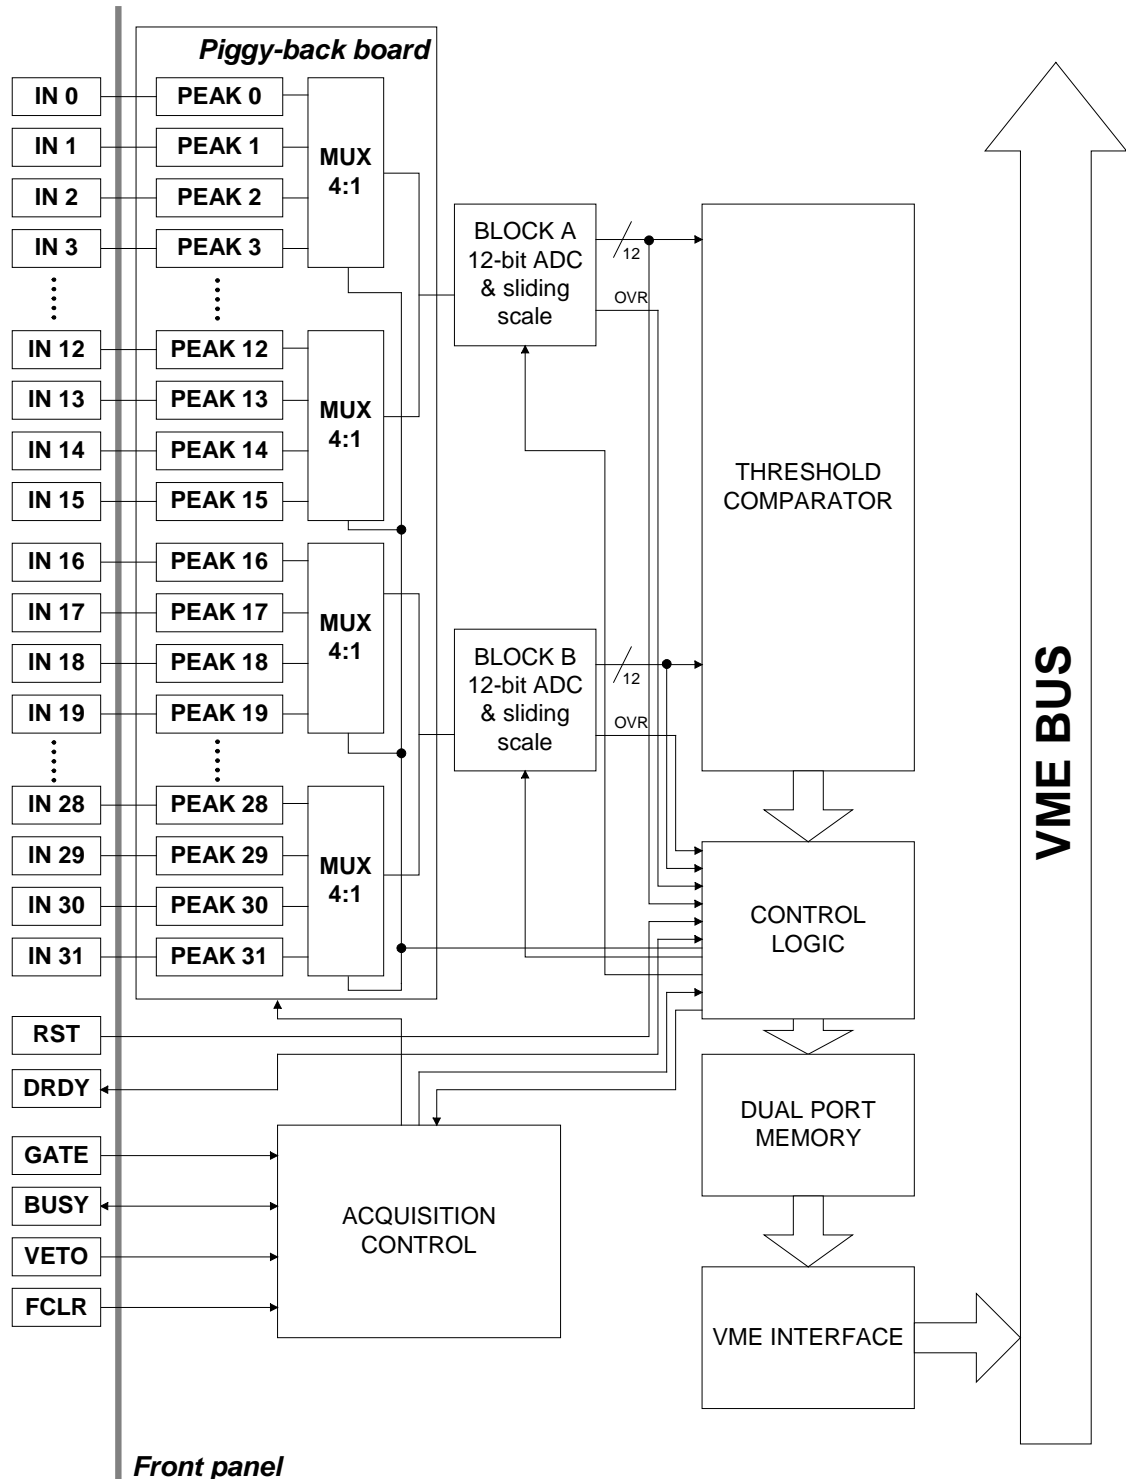 Piggy-back board
IN 0
PEAK 0
IN 1
PEAK 1
IN 2
PEAK 2
IN 3
PEAK 3
MUX
4:1
IN 12
PEAK 12
IN 13
PEAK 13
IN 14
PEAK 14
IN 15
PEAK 15
MUX
4:1
IN 16
PEAK 16
IN 17
PEAK 17
IN 18
PEAK 18
IN 19
PEAK 19
MUX
4:1
IN 28
PEAK 28
IN 29
PEAK 29
IN 30
PEAK 30
IN 31
PEAK 31
MUX
4:1
BLOCK A
12-bit ADC
& sliding
scale
12
OVR
BLOCK B
12-bit ADC
& sliding
scale
12
OVR
THRESHOLD
COMPARATOR
CONTROL
LOGIC
DUAL PORT
MEMORY
VME INTERFACE
VME BUS
RST
DRDY
GATE
BUSY
VETO
FCLR
ACQUISITION
CONTROL
Front panel